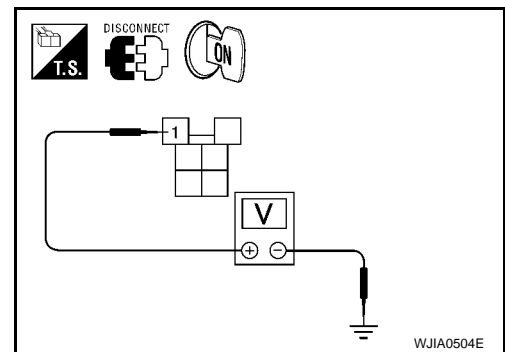 DISCONNECT
T.S.
ON
1
V
+ −
WJIA0504E